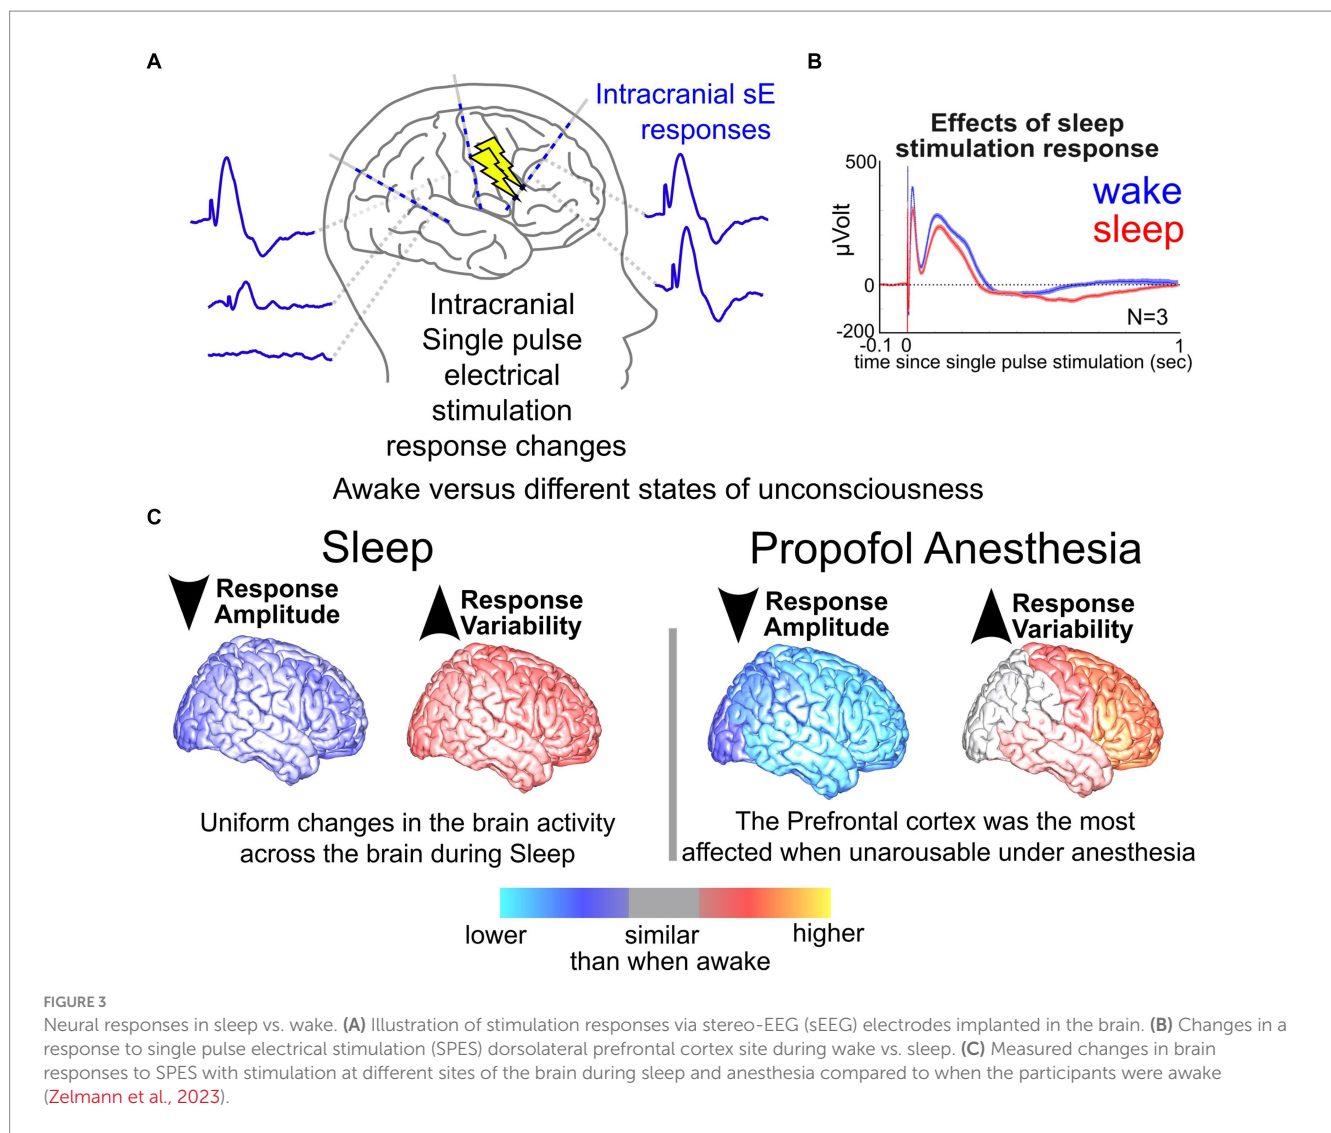 A
Intracranial sE
responses
Intracranial
Single pulse
electrical
stimulation
response changes
B
Effects of sleep
stimulation response
500
wake
sleep
µVolt
0
N=3
-200
-0.1 0 1
time since single pulse stimulation (sec)
Awake versus different states of unconsciousness
C
Sleep
Response
Amplitude
Response
Variability
Uniform changes in the brain activity
across the brain during Sleep
Propofol Anesthesia
Response
Amplitude
Response
Variability
The Prefrontal cortex was the most
affected when unarousable under anesthesia
lower similar higher
than when awake
FIGURE 3
Neural responses in sleep vs. wake. (A) Illustration of stimulation responses via stereo-EEG (sEEG) electrodes implanted in the brain. (B) Changes in a
response to single pulse electrical stimulation (SPES) dorsolateral prefrontal cortex site during wake vs. sleep. (C) Measured changes in brain
responses to SPES with stimulation at different sites of the brain during sleep and anesthesia compared to when the participants were awake
(Zelmann et al., 2023).